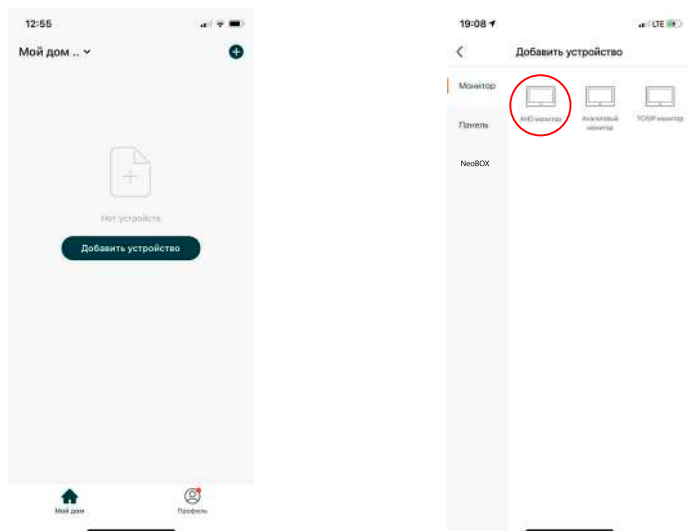 12:55
Мой дом ..
Нет устройств
Добавить устройство
Мой дом
Профиль
19:08
LTE
Добавить устройство
Монитор
Панель
NeoBOX
AHD монитор
Аналоговый
монитор
TCP/IP монитор